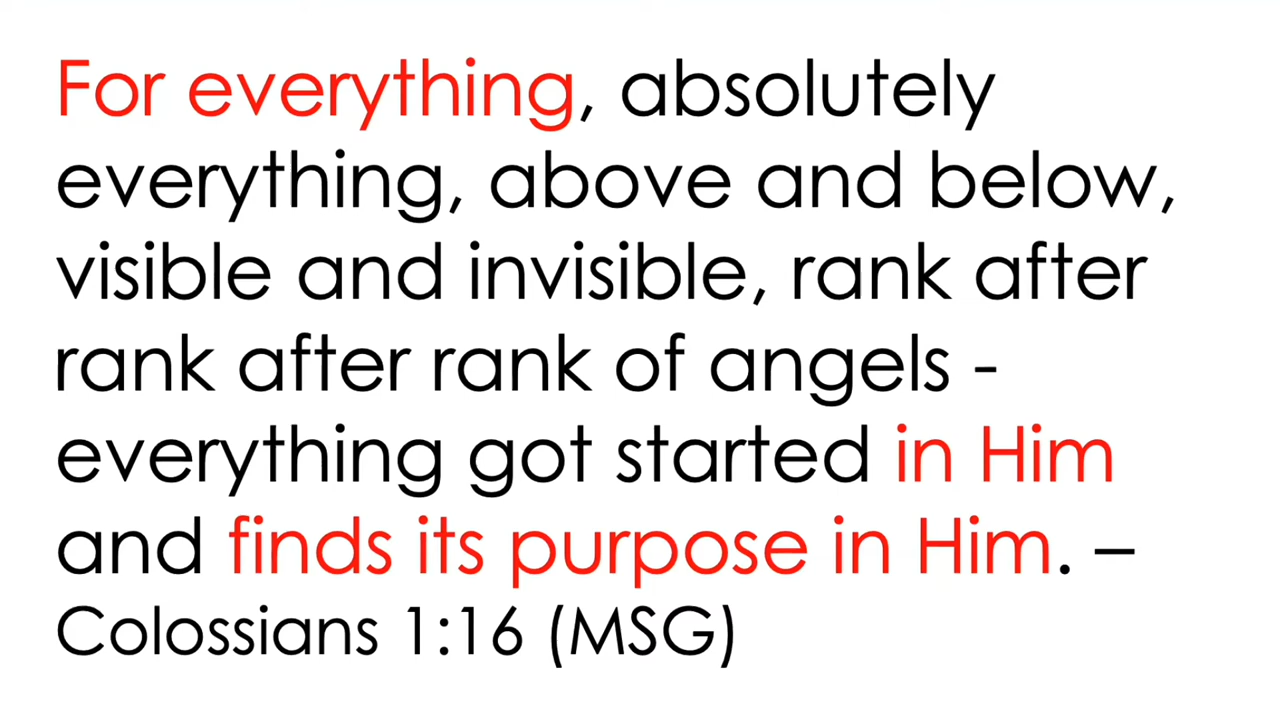 For everything, absolutely
everything, above and below,
visible and invisible, rank after
rank after rank of angels -
everything got started in Him
and finds its purpose in Him. –
Colossians 1:16 (MSG)